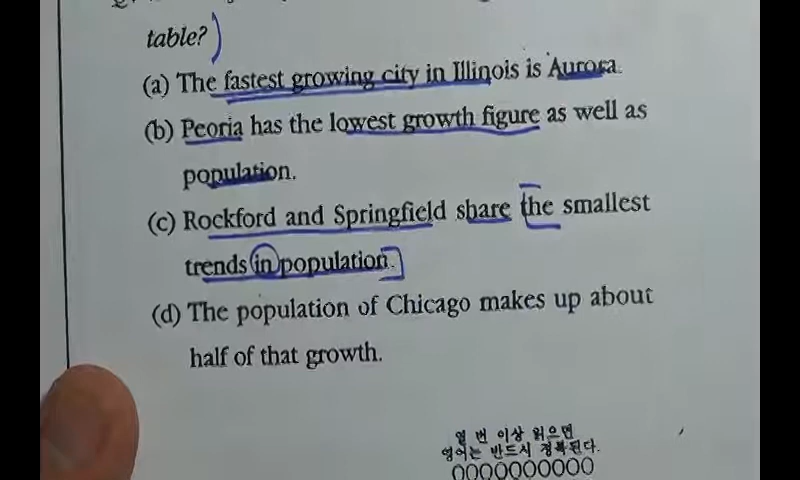 table?
(a) The fastest growing city in Illinois is Aurora.
(b) Peoria has the lowest growth figure as well as
population.
(c) Rockford and Springfield share the smallest
trends in population.
(d) The population of Chicago makes up about
half of that growth.
열 번 이상 읽으면
영어는 반드시 정복된다.
OOOOOOOOOO